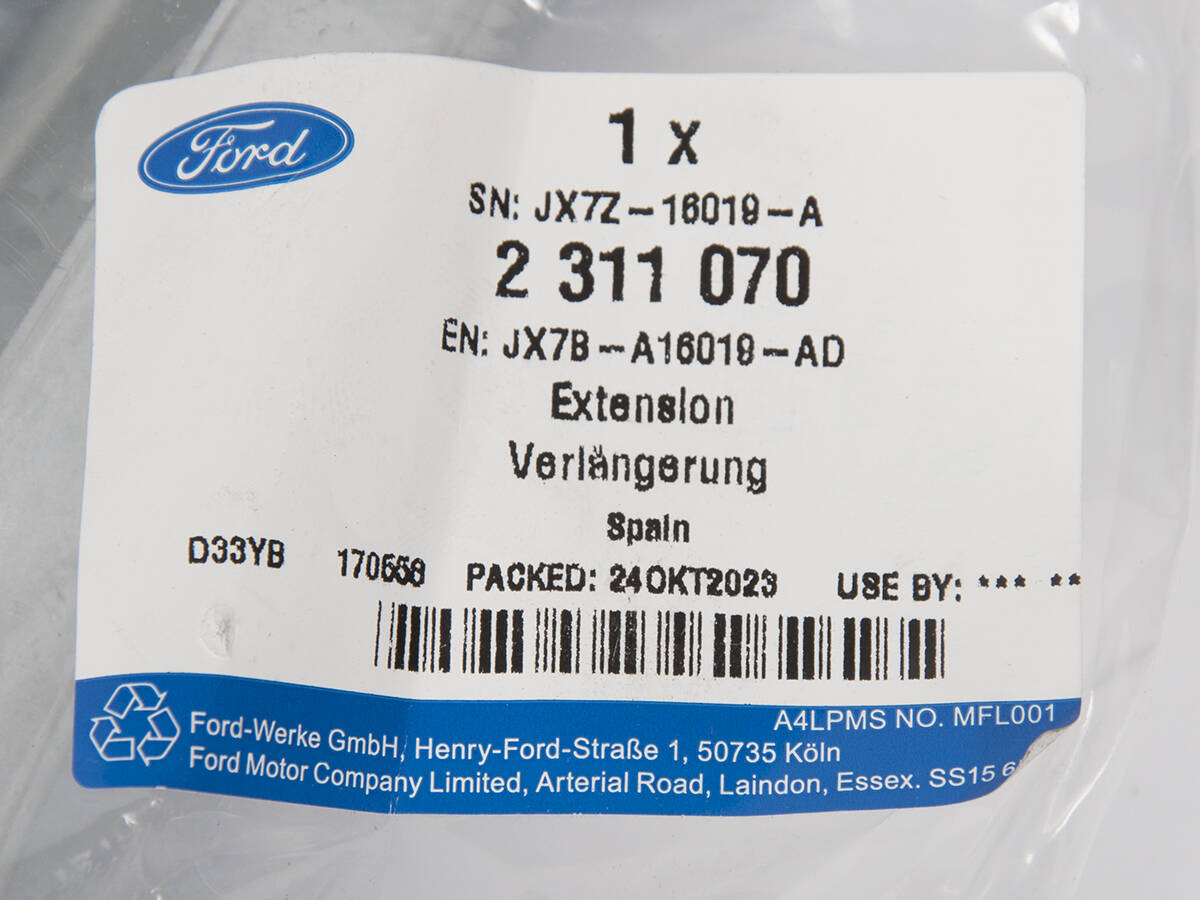 Ford
1 x
SN: JX7Z-16019-A
2 311 070
EN: JX7B-A16019-AD
Extension
Verlängerung
Spain
D33YB 170558 PACKED: 24OKT2023 USE BY: *** **
A4LPMS NO. MFL001
Ford-Werke GmbH, Henry-Ford-Straße 1, 50735 Köln
Ford Motor Company Limited, Arterial Road, Laindon, Essex. SS15